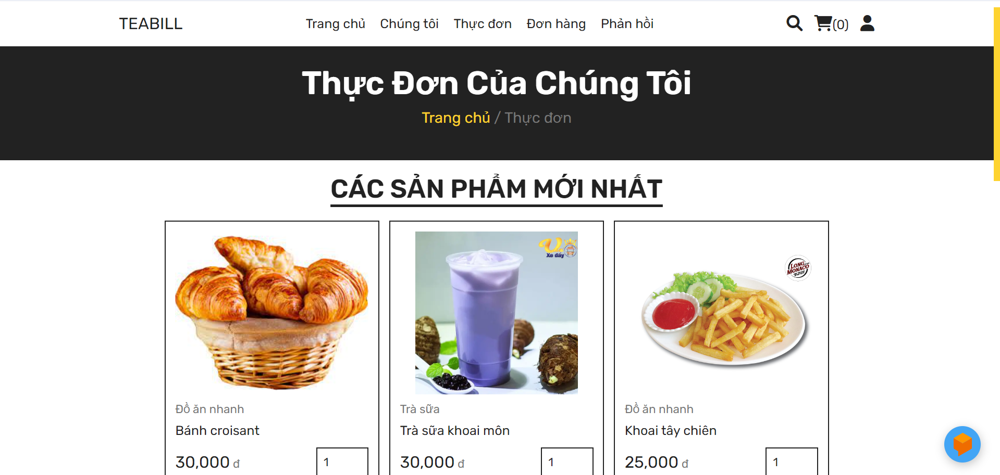 TEABILL
Trang chủ Chúng tôi Thực đơn Đơn hàng Phản hồi
(0)
Thực Đơn Của Chúng Tôi
Trang chủ / Thực đơn
CÁC SẢN PHẨM MỚI NHẤT
Xe đẩy
LONG
MONACO
Đồ ăn nhanh
Bánh croisant
30,000 đ
1
Trà sữa
Trà sữa khoai môn
30,000 đ
1
Đồ ăn nhanh
Khoai tây chiên
25,000 đ
1